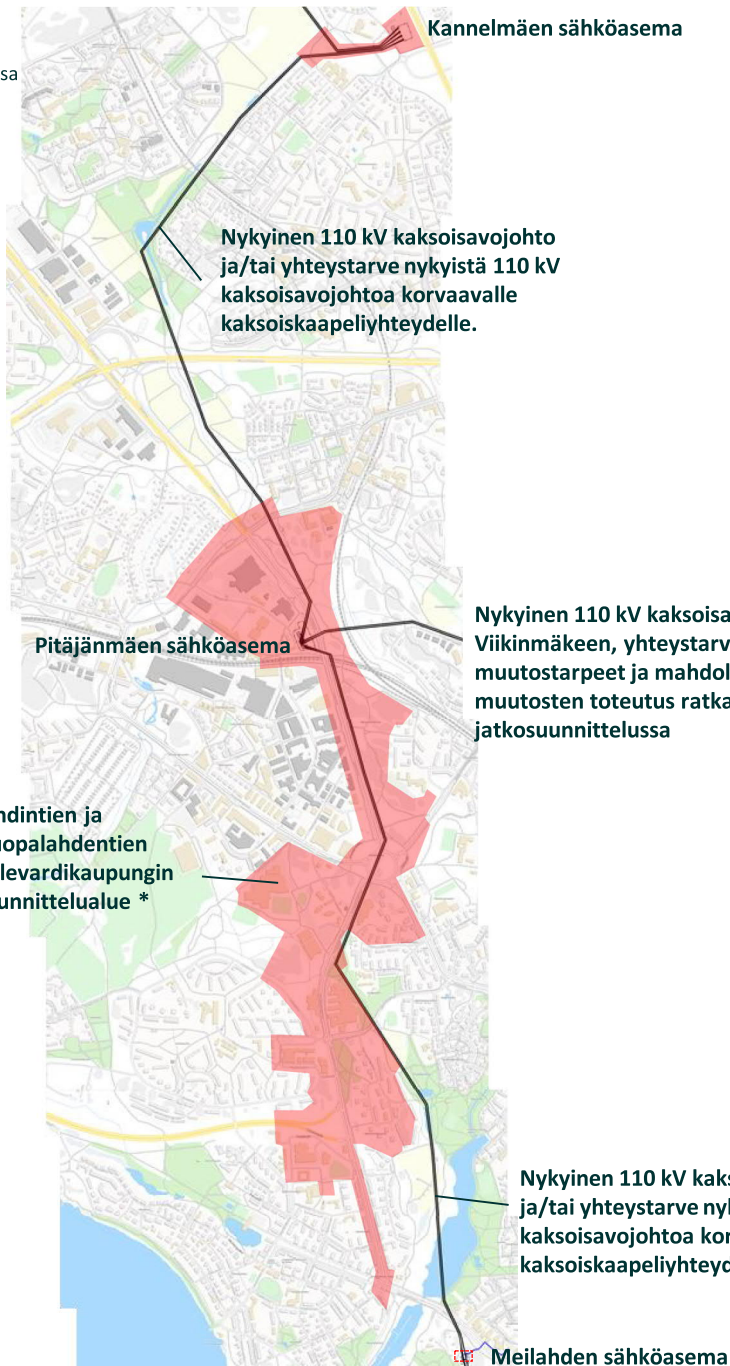 Kannelmäen sähköasema
sa
Nykyinen 110 kV kaksoisavojohto
ja/tai yhteystarve nykyistä 110 kV
kaksoisavojohtoa korvaavalle
kaksoiskaapeliyhteydelle.
Nykyinen 110 kV kaksoisa
Viikinmäkeen, yhteystarv
muutostarpeet ja mahdol
muutosten toteutus ratka
jatkosuunnittelussa
Pitäjänmäen sähköasema
ndintien ja
uopalahdentien
levardikaupungin
unnittelualue *
Nykyinen 110 kV kaks
ja/tai yhteystarve nyk
kaksoisavojohtoa kor
kaksoiskaapeliyhteyd
Meilahden sähköasema